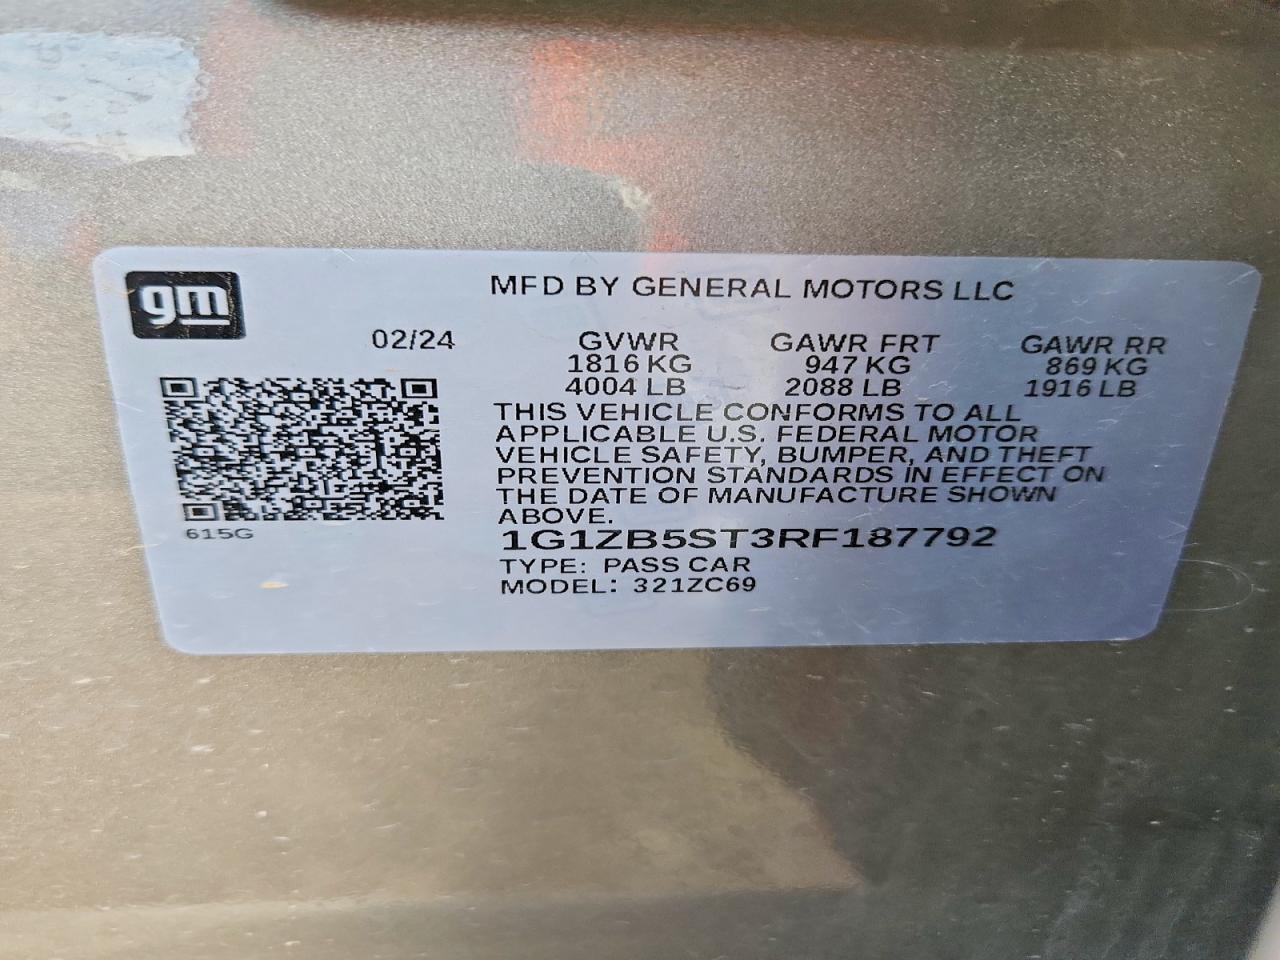 gm
MFD BY GENERAL MOTORS LLC
02/24 GVWR GAWR FRT GAWR RR
1816 KG 947 KG 869 KG
4004 LB 2088 LB 1916 LB
THIS VEHICLE CONFORMS TO ALL
APPLICABLE U.S. FEDERAL MOTOR
VEHICLE SAFETY, BUMPER, AND THEFT
PREVENTION STANDARDS IN EFFECT ON
THE DATE OF MANUFACTURE SHOWN
ABOVE.
615G
1G1ZB5ST3RF187792
TYPE: PASS CAR
MODEL: 321ZC69